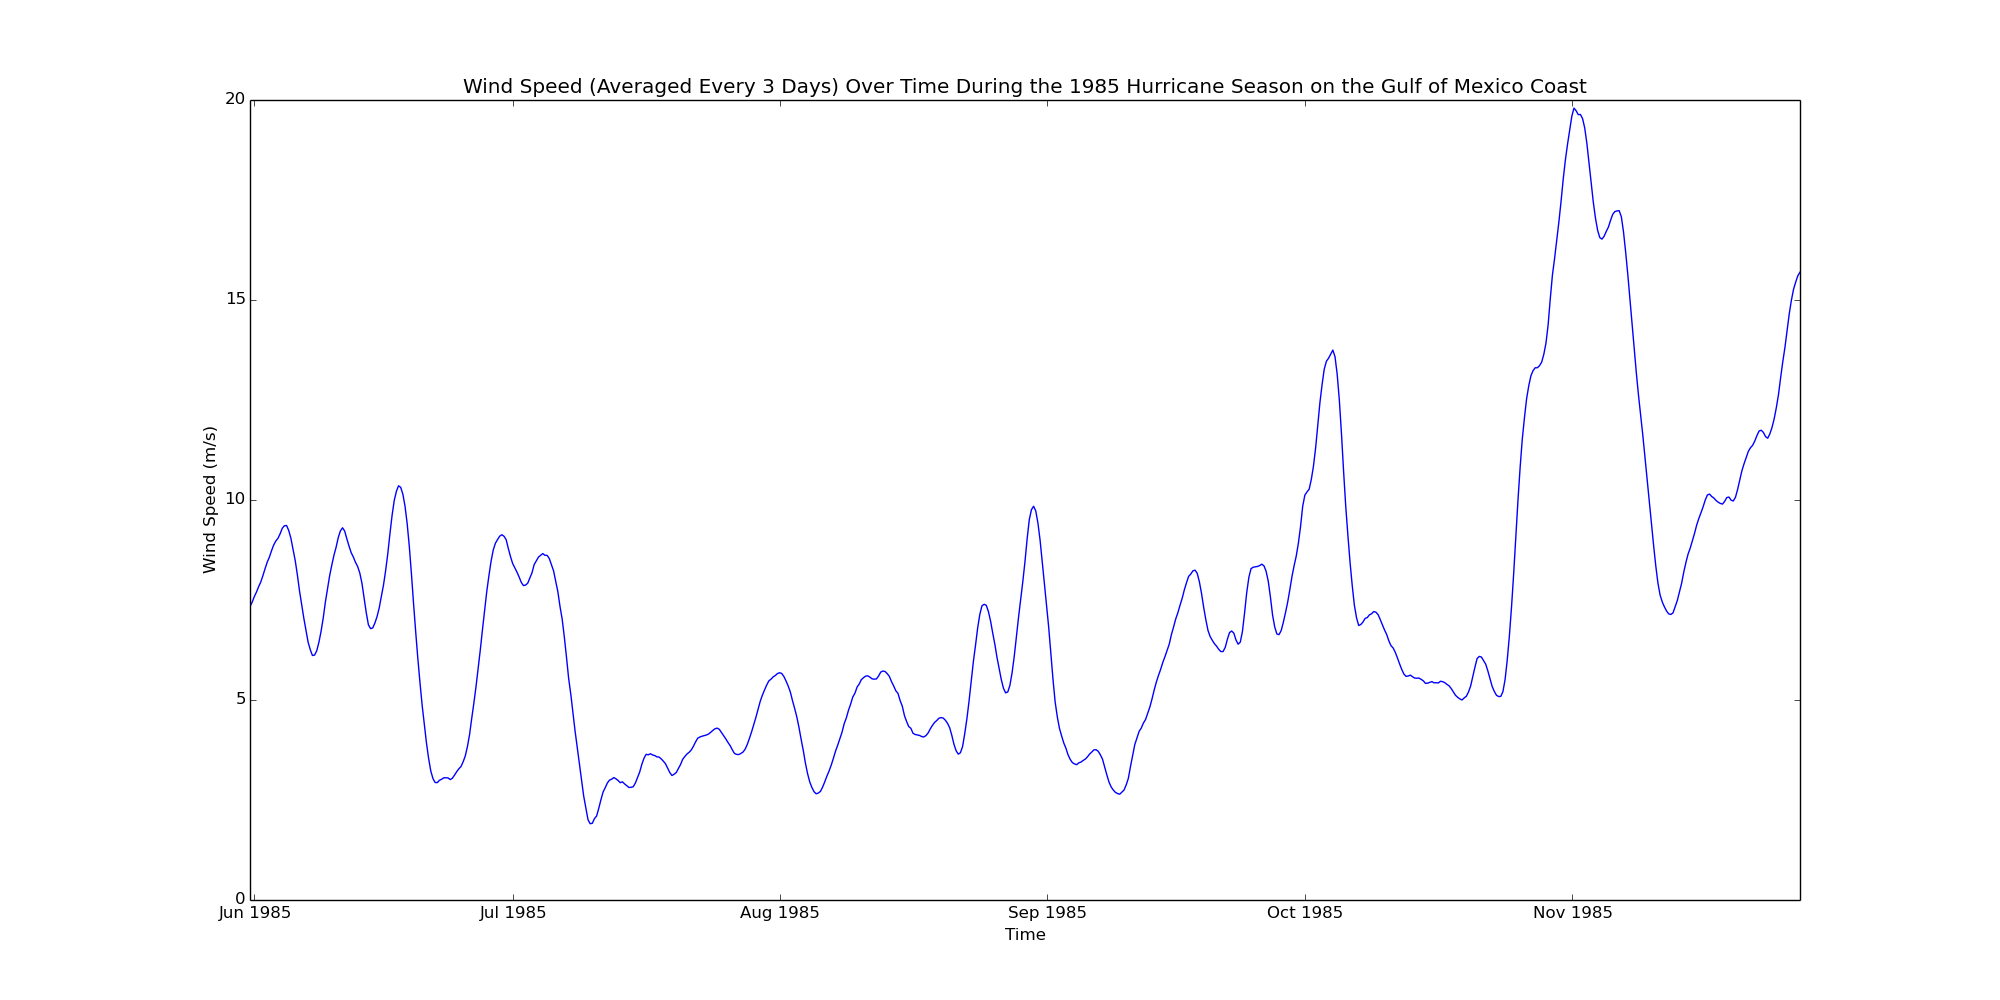 Wind Speed (Averaged Every 3 Days) Over Time During the 1985 Hurricane Season on the Gulf of Mexico Coast
20
15
10
5
0
Wind Speed (m/s)
Jun 1985
Jul 1985
Aug 1985
Sep 1985
Oct 1985
Nov 1985
Time